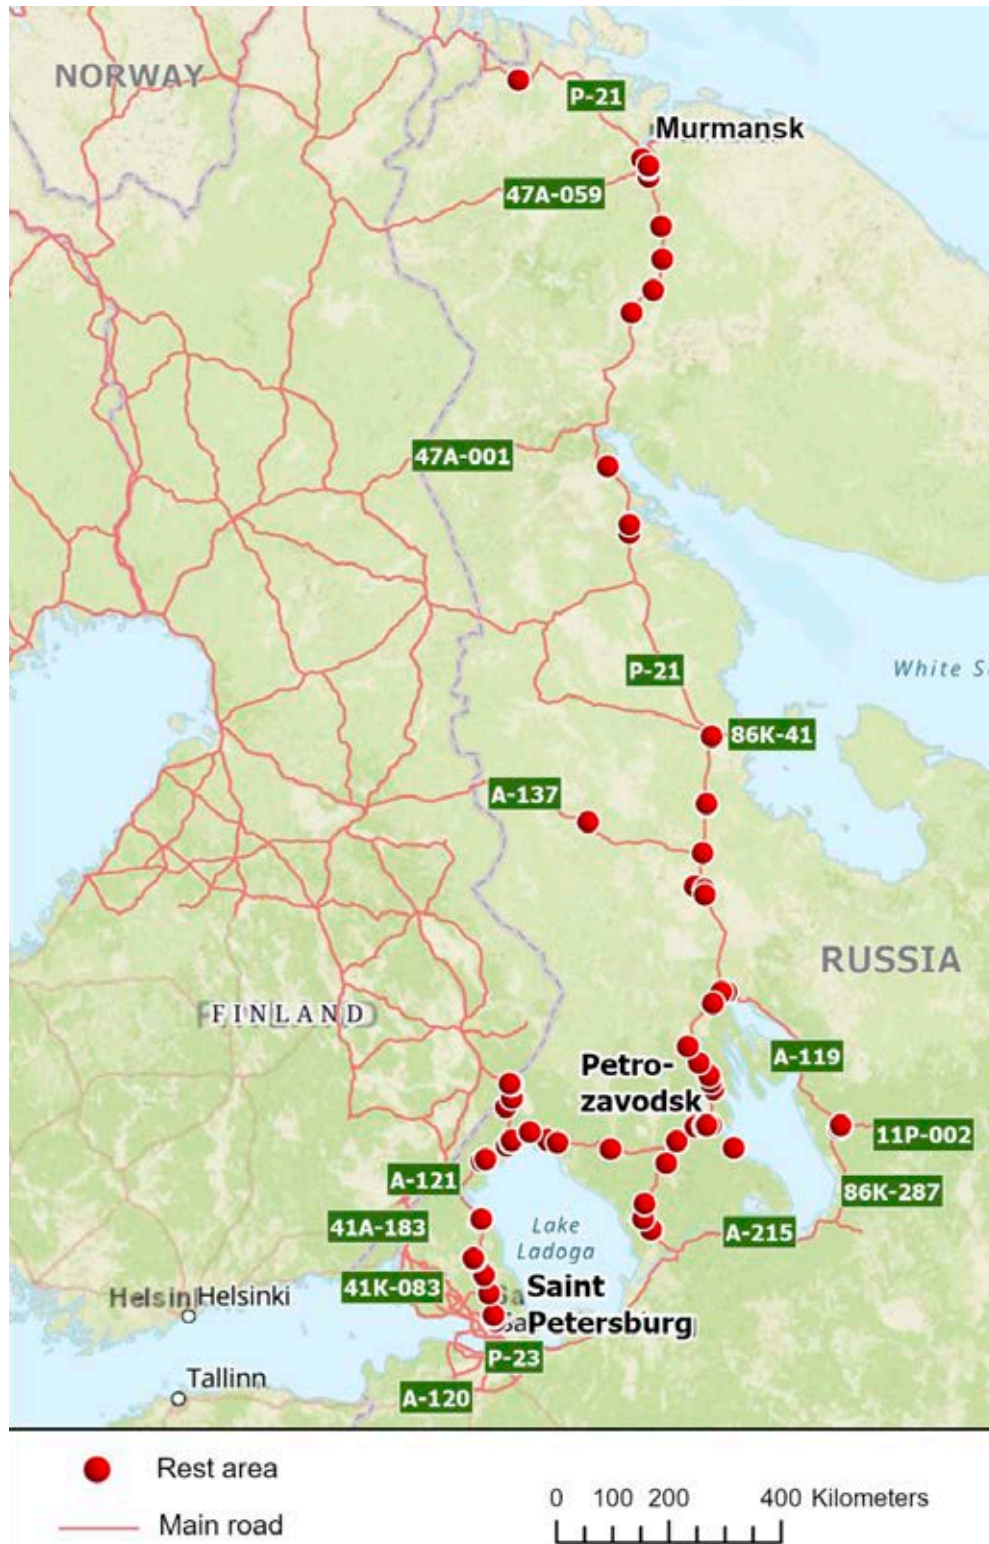 NORWAY
P-21
Murmansk
47A-059
47A-001
P-21
White S
86K-41
A-137
RUSSIA
FINLAND
Petro-
zavodsk
A-119
11P-002
A-121
86K-287
41A-183
A-215
Lake
Ladoga
41K-083
Saint
Petersburg
Helsinki
P-23
Tallinn
A-120
Rest area
Main road
0 100 200 400 Kilometers